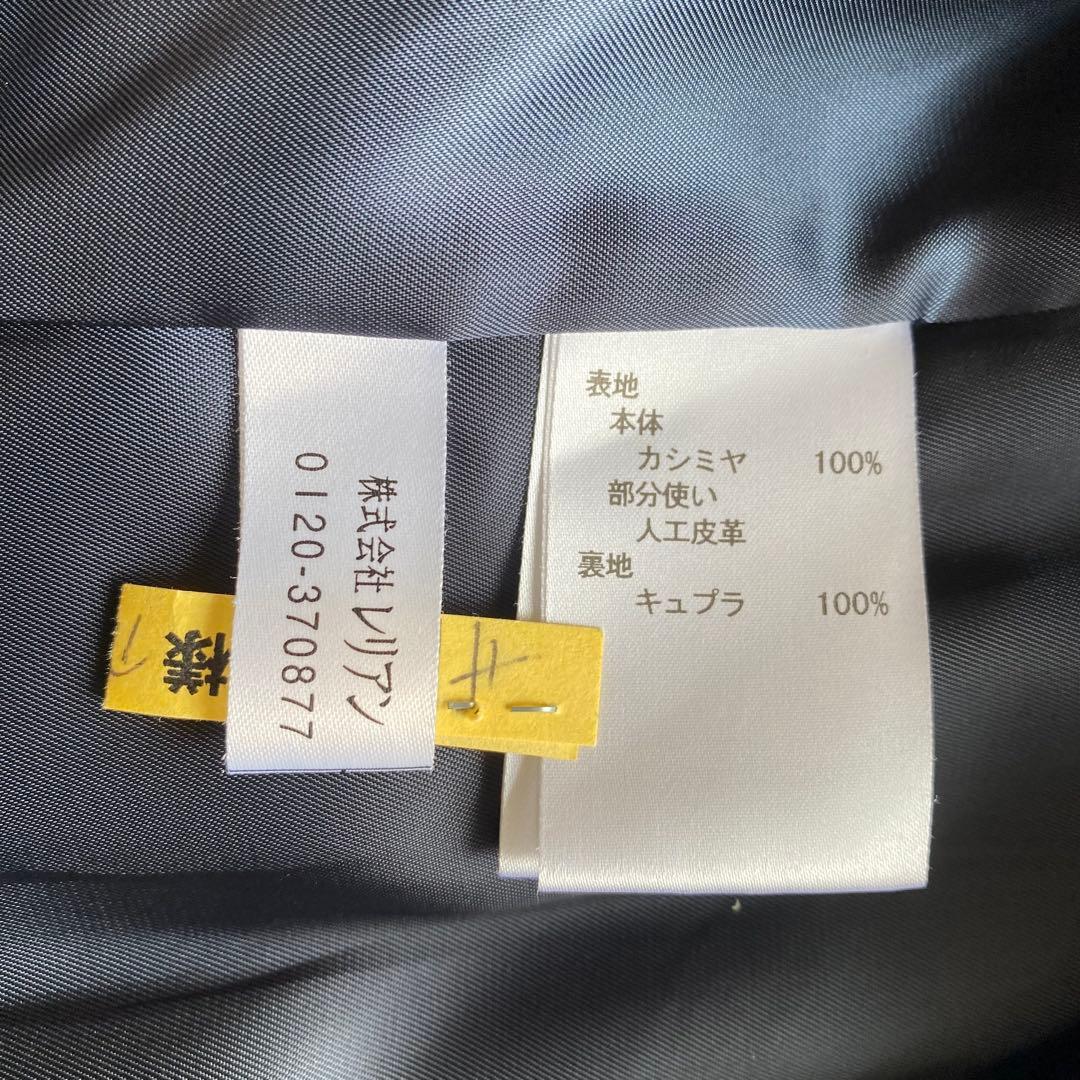 表地
本体
カシミヤ 100%
部分使い
人工皮革
裏地
キュプラ 100%
株式会社レリアン
0120-370877
様